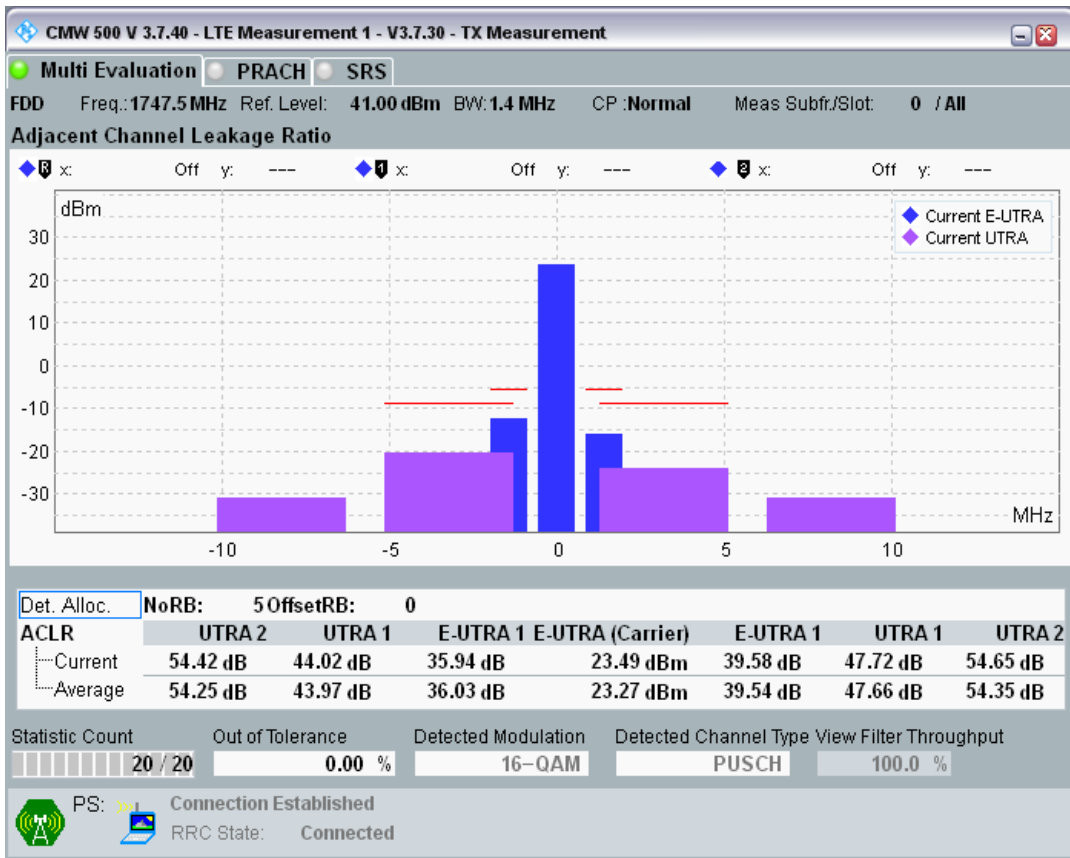 CMW 500 V 3.7.40 - LTE Measurement 1 - V3.7.30 - TX Measurement
Multi Evaluation PRACH SRS
FDD Freq.:1747.5 MHz Ref. Level: 41.00 dBm BW:1.4 MHz CP :Normal Meas Subfr./Slot: 0 / All
Adjacent Channel Leakage Ratio
R x: Off y: --- 1 x: Off y: --- 2 x: Off y: ---
dBm
Current E-UTRA
Current UTRA
30
20
10
0
-10
-20
-30
MHz
-10 -5 0 5 10
Det. Alloc. NoRB: 5 OffsetRB: 0
ACLR UTRA 2 UTRA 1 E-UTRA 1 E-UTRA (Carrier) E-UTRA 1 UTRA 1 UTRA 2
Current 54.42 dB 44.02 dB 35.94 dB 23.49 dBm 39.58 dB 47.72 dB 54.65 dB
Average 54.25 dB 43.97 dB 36.03 dB 23.27 dBm 39.54 dB 47.66 dB 54.35 dB
Statistic Count Out of Tolerance Detected Modulation Detected Channel Type View Filter Throughput
20 / 20 0.00 % 16-QAM PUSCH 100.0 %
PS: Connection Established
RRC State: Connected